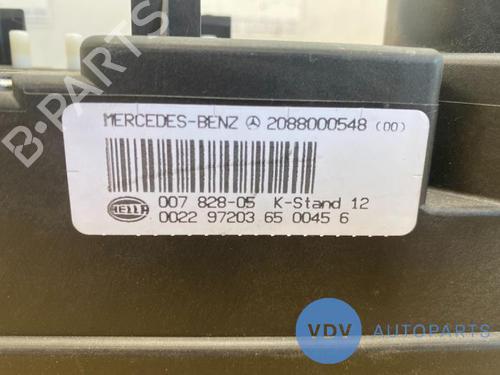 MERCEDES-BENZ 2088000548 (00)
007 828-05 K-Stand 12
HELLA
0022 97203 65 0045 6
B-PARTS
VDV AUTOPARTS